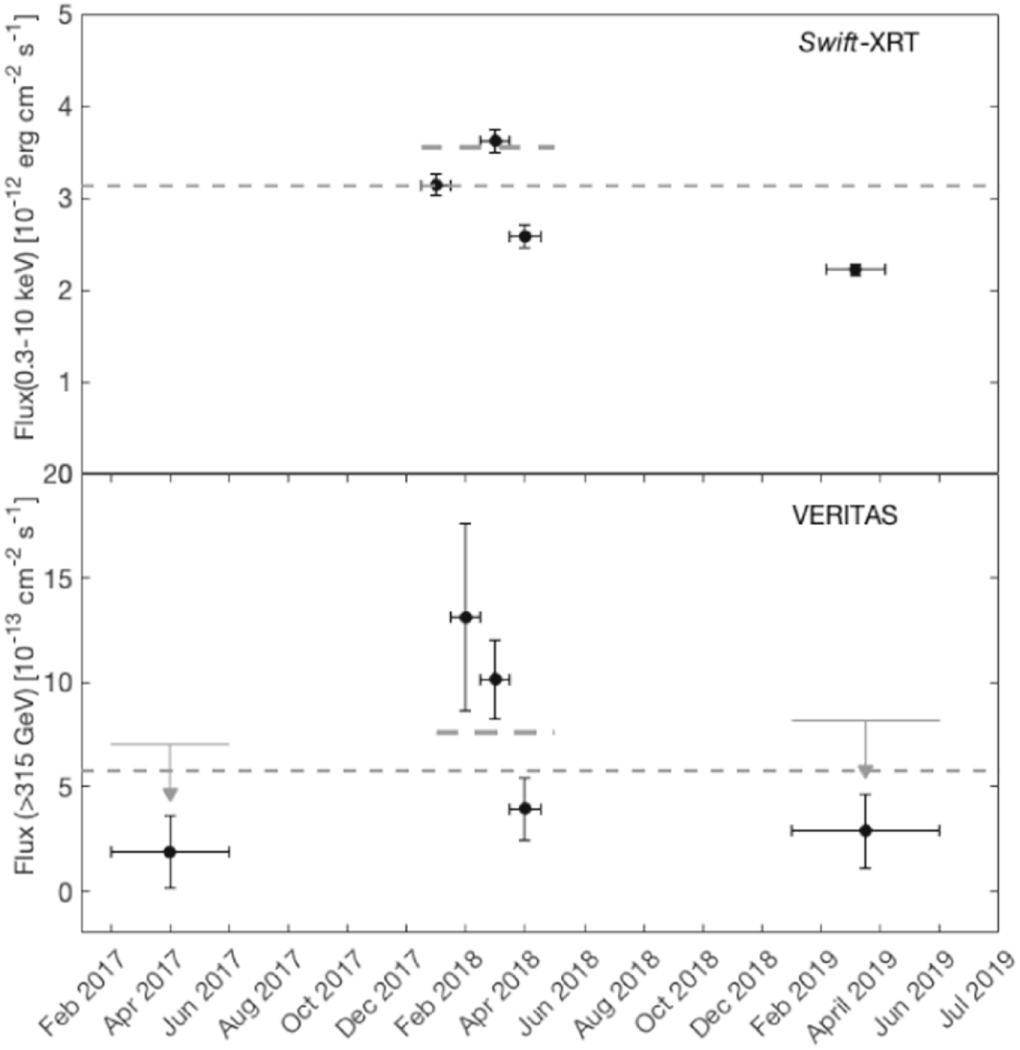 Swift-XRT
5
4
3
2
1
Flux(0.3-10 keV) [10-12 erg cm-2 s-1]
VERITAS
20
15
10
5
0
Flux (>315 GeV) [10-13 cm-2 s-1]
Feb 2017
Apr 2017
Jun 2017
Aug 2017
Oct 2017
Dec 2017
Feb 2018
Apr 2018
Jun 2018
Aug 2018
Oct 2018
Dec 2018
Feb 2019
April 2019
Jun 2019
Jul 2019